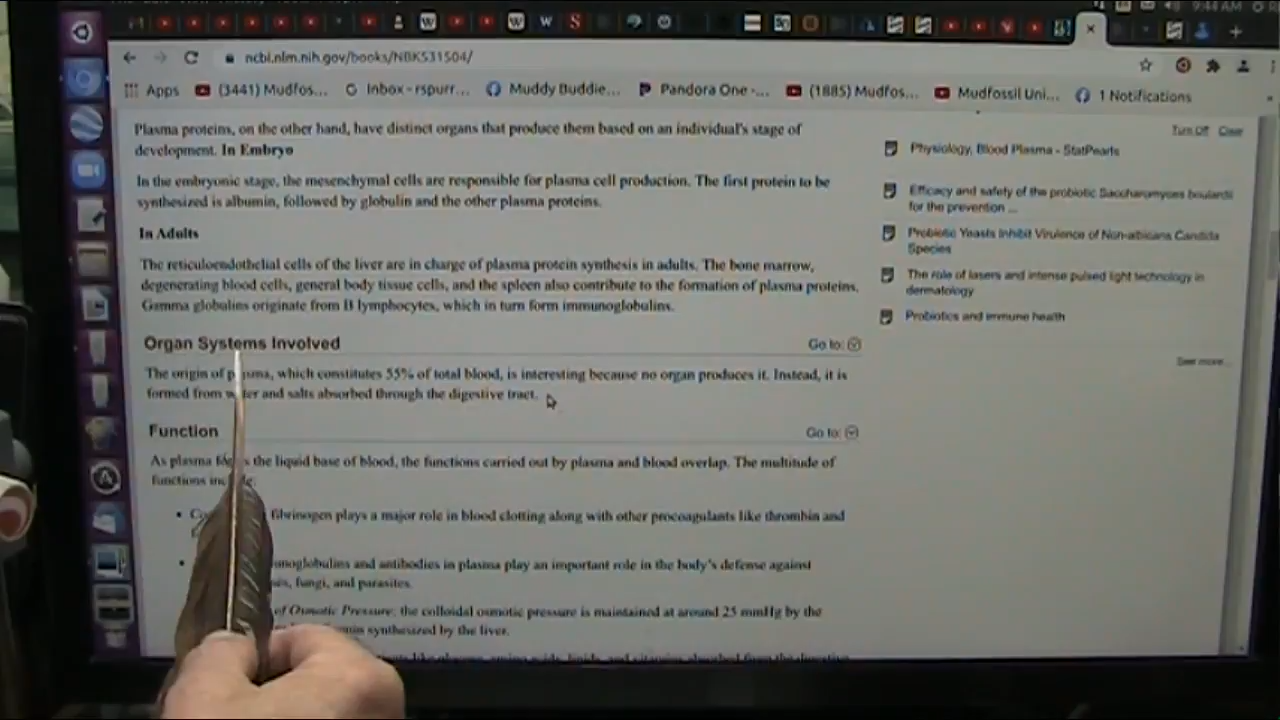 9:44 AM
ncbi.nlm.nih.gov/books/NBK531504/
Apps (3441) Mudfos... Inbox - rspurr... Muddy Buddie... Pandora One -... (1885) Mudfos... Mudfossil Uni... 1 Notifications
Plasma proteins, on the other hand, have distinct organs that produce them based on an individual's stage of
development. In Embryo
In the embryonic stage, the mesenchymal cells are responsible for plasma cell production. The first protein to be
synthesized is albumin, followed by globulin and the other plasma proteins.
In Adults
The reticuloendothelial cells of the liver are in charge of plasma protein synthesis in adults. The bone marrow,
degenerating blood cells, general body tissue cells, and the spleen also contribute to the formation of plasma proteins.
Gamma globulins originate from B lymphocytes, which in turn form immunoglobulins.
Organ Systems Involved Go to:
The origin of plasma, which constitutes 55% of total blood, is interesting because no organ produces it. Instead, it is
formed from water and salts absorbed through the digestive tract.
Function Go to:
As plasma the liquid base of blood, the functions carried out by plasma and blood overlap. The multitude of
functions
fibrinogen plays a major role in blood clotting along with other procoagulants like thrombin and
and antibodies in plasma play an important role in the body's defense against
fungi, and parasites.
of Osmotic Pressure: the colloidal osmotic pressure is maintained at around 25 mmHg by the
synthesized by the liver.
Turn Off Clear
Physiology, Blood Plasma - StatPearls
Efficacy and safety of the probiotic Saccharomyces boulardii
for the prevention ...
Probiotic Yeasts Inhibit Virulence of Non-albicans Candida
Species
The role of lasers and intense pulsed light technology in
dermatology
Probiotics and immune health
See more...